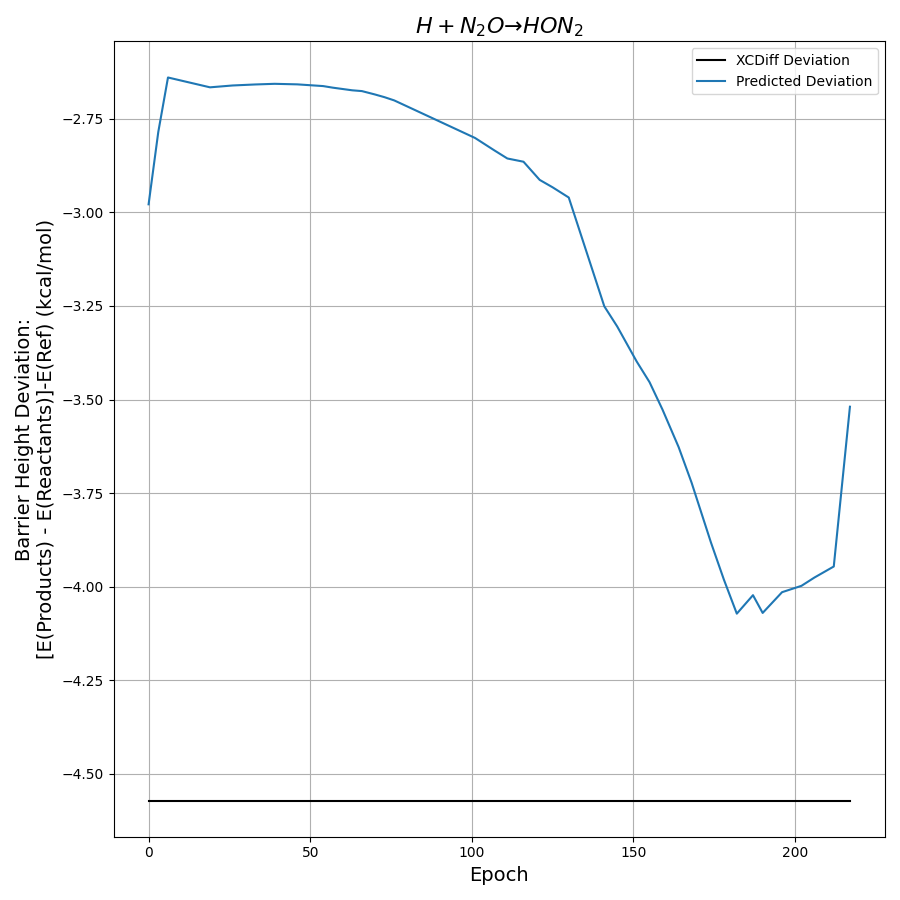 H + N₂O→HON₂
XCDiff Deviation
Predicted Deviation
Barrier Height Deviation:
[E(Products) - E(Reactants)]-E(Ref) (kcal/mol)
−2.75
−3.00
−3.25
−3.50
−3.75
−4.00
−4.25
−4.50
0
50
100
150
200
Epoch